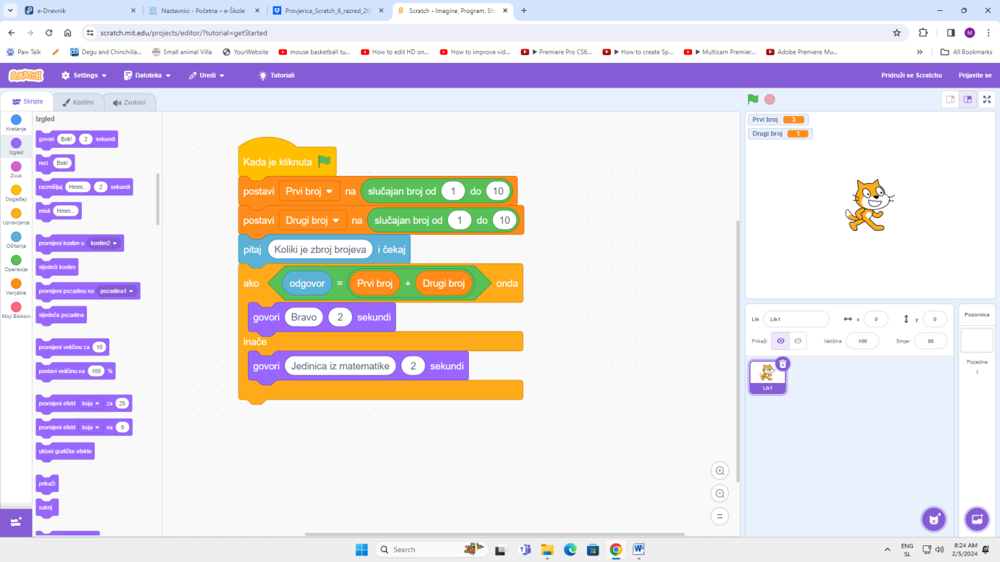 e-Dnevnik
Nastavnici - Početna – e-Škole
Provjerica_Scratch_6_razred_20
Scratch - Imagine, Program, Sha
scratch.mit.edu/projects/editor/?tutorial=getStarted
Paw Talk
Degu and Chinchilla...
Small animal Villa
YourWebsite
mouse basketball tu...
How to edit HD on...
How to improve vid...
▶ Premiere Pro CS6...
▶ How to create Sp...
▶ Multicam Premier...
Adobe Premiere Mu...
»
All Bookmarks
SCRATCH
Settings
Datoteka
Uredi
Tutoriali
Pridruži se Scratchu
Prijavite se
Skripte
Kostimi
Zvukovi
Kretanje
Izgled
Zvuk
Događaji
Upravljanje
Očitanja
Operacije
Varijable
Moji Blokovi
Izgled
govori Bok! 2 sekundi
reci Bok!
razmišljaj Hmm... 2 sekundi
misli Hmm...
promijeni kostim u kostim2
sljedeći kostim
promijeni pozadinu na pozadina1
sljedeća pozadina
promijeni veličinu za 10
postavi veličinu na 100 %
promijeni efekt boja za 25
promijeni efekt boja na 0
ukloni grafičke efekte
prikaži
sakrij
Kada je kliknuta
postavi Prvi broj na slučajan broj od 1 do 10
postavi Drugi broj na slučajan broj od 1 do 10
pitaj Koliki je zbroj brojeva i čekaj
ako odgovor = Prvi broj + Drugi broj onda
govori Bravo 2 sekundi
inače
govori Jedinica iz matematike 2 sekundi
Prvi broj 3
Drugi broj 1
Lik Lik1 x 0 y 0
Prikaži Veličina 100 Smjer 90
Lik1
Pozornica
Pozadine
1
Search
ENG
SL
8:24 AM
2/5/2024